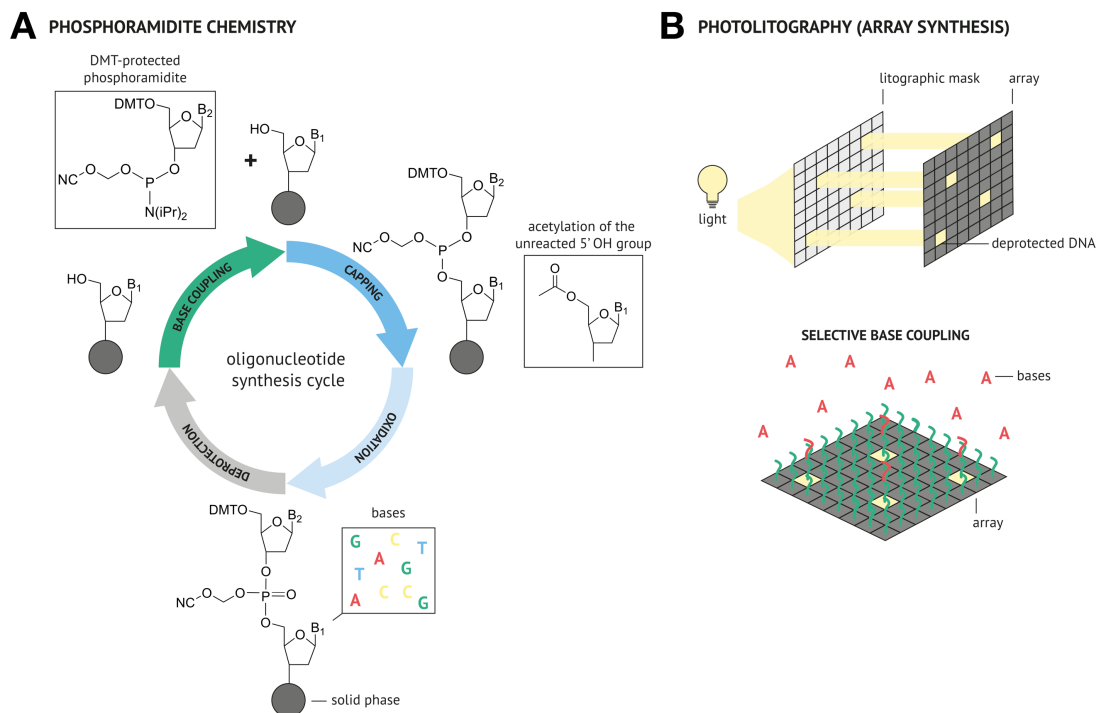 A PHOSPHORAMIDITE CHEMISTRY
DMT-protected
phosphoramidite
DMTO
O
B2
NC
O
O
P
O
N(iPr)2
+
HO
O
B1
DMTO
O
B2
O
NC
O
O
P
O
O
B1
acetylation of the
unreacted 5' OH group
O
O
O
B1
HO
O
B1
BASE COUPLING
CAPPING
OXIDATION
DEPROTECTION
oligonucleotide
synthesis cycle
DMTO
O
B2
O
NC
O
O
P
O
O
O
B1
bases
G C T
A
T G
A C C G
solid phase
B PHOTOLITOGRAPHY (ARRAY SYNTHESIS)
litographic mask
array
light
deprotected DNA
SELECTIVE BASE COUPLING
A A A A A
bases
A A A A
array